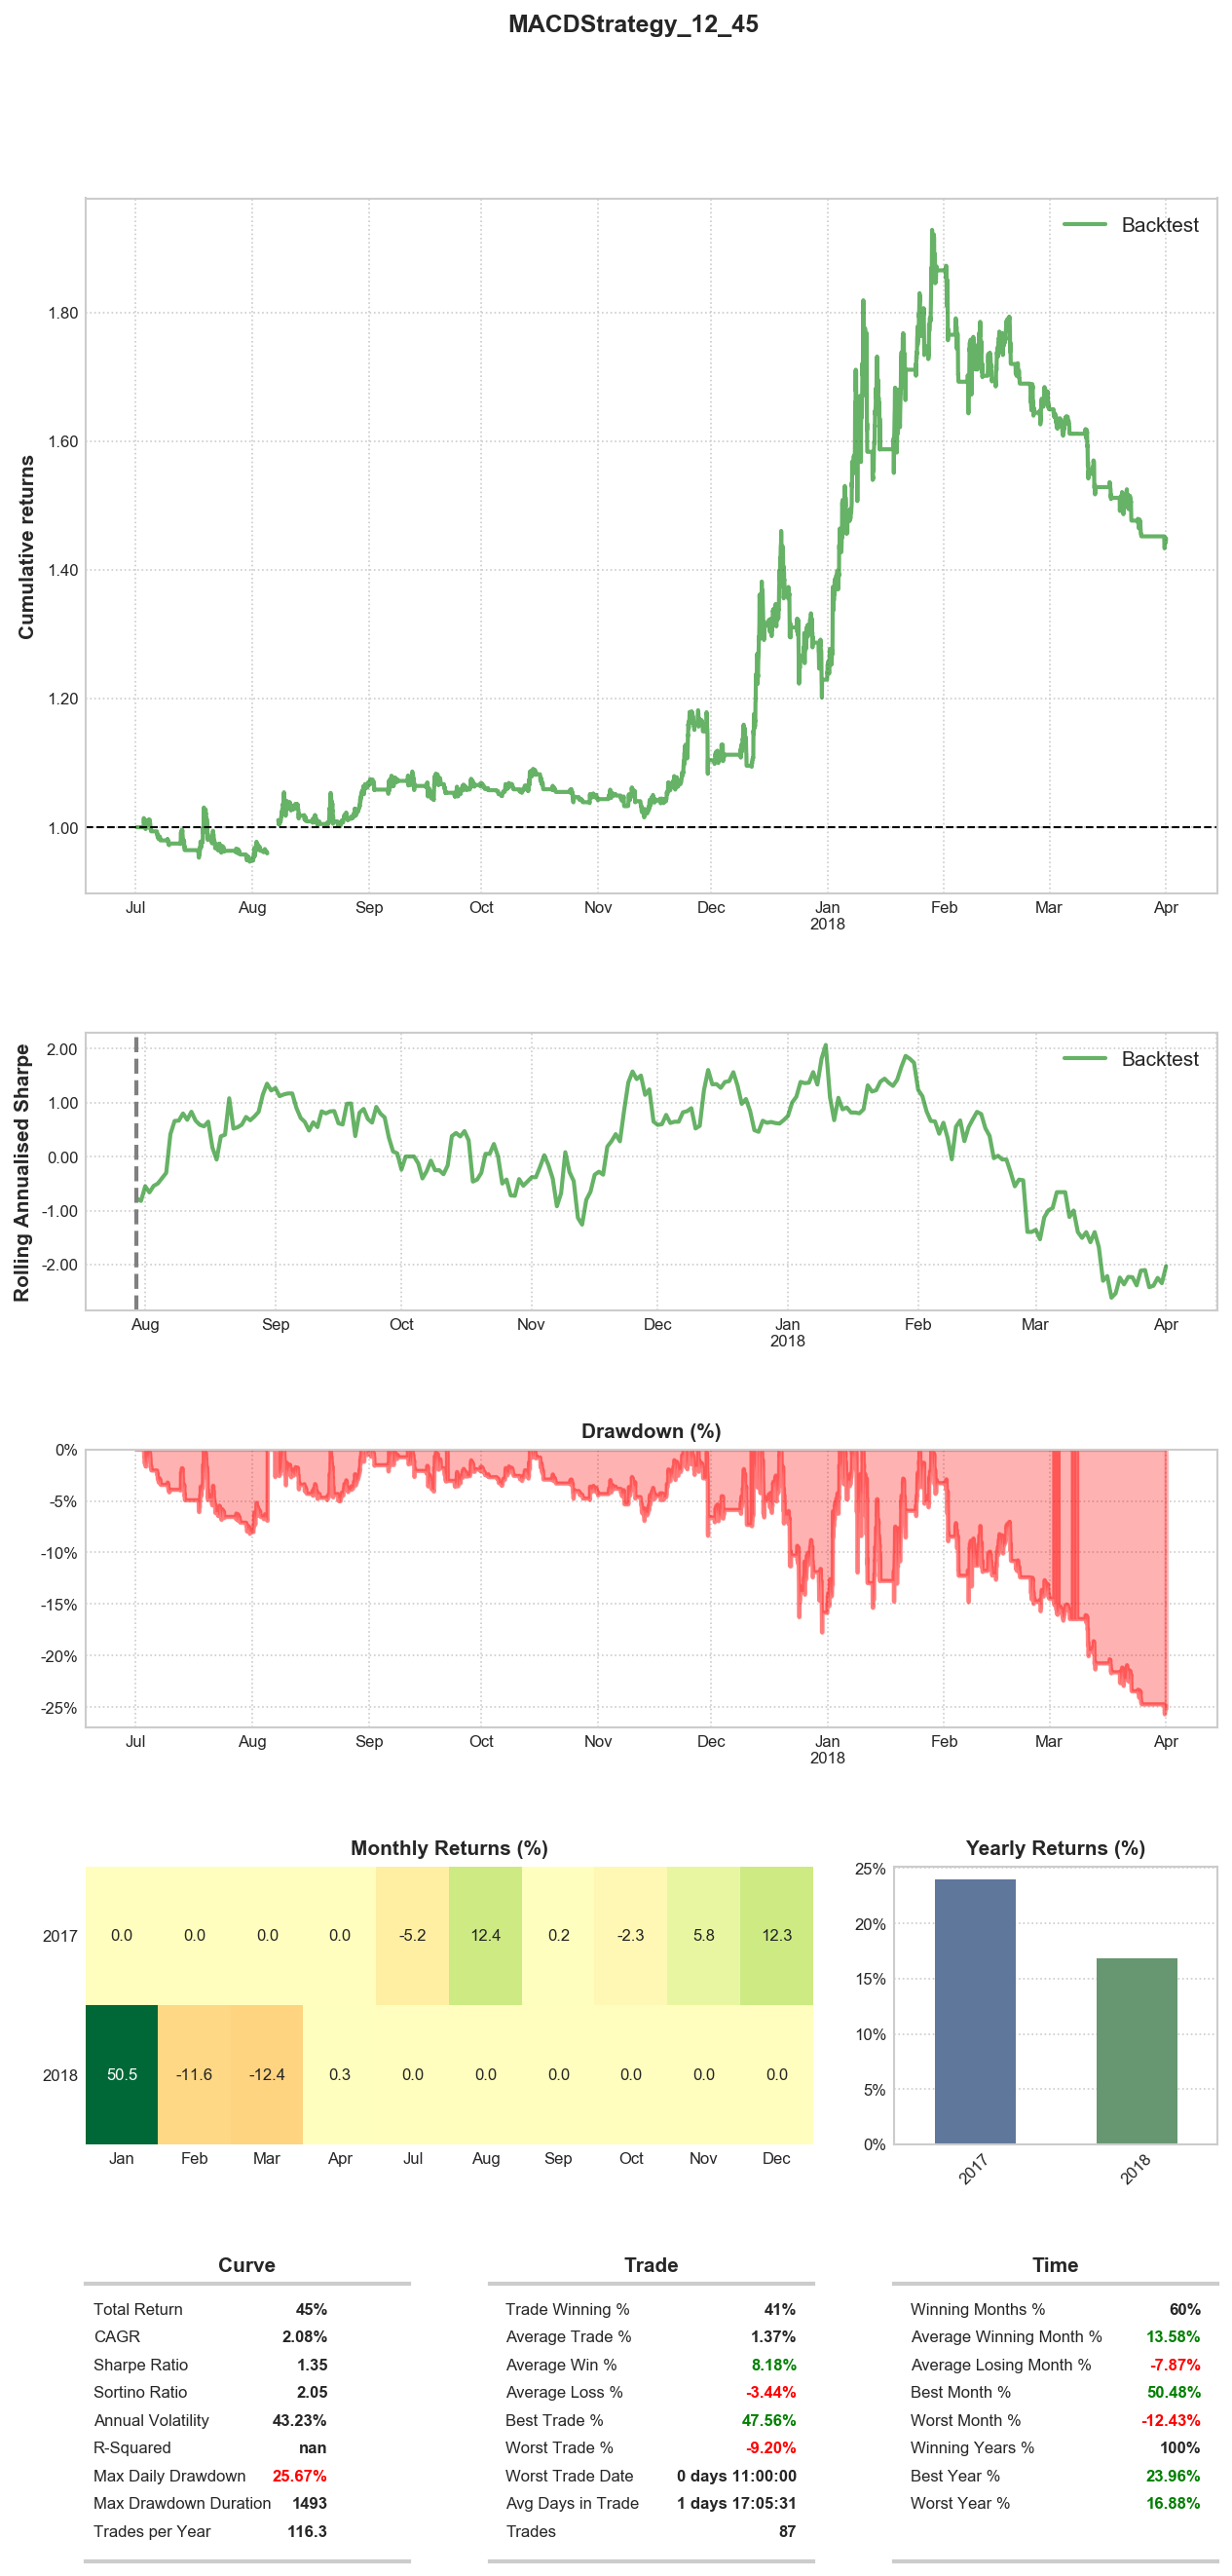 MACDStrategy_12_45
Backtest
Cumulative returns
1.80
1.60
1.40
1.20
1.00
Jul Aug Sep Oct Nov Dec Jan Feb Mar Apr
2018
Backtest
Rolling Annualised Sharpe
2.00
1.00
0.00
-1.00
-2.00
Aug Sep Oct Nov Dec Jan Feb Mar Apr
2018
Drawdown (%)
0%
-5%
-10%
-15%
-20%
-25%
Jul Aug Sep Oct Nov Dec Jan Feb Mar Apr
2018
Monthly Returns (%)
2017 0.0 0.0 0.0 0.0 -5.2 12.4 0.2 -2.3 5.8 12.3
2018 50.5 -11.6 -12.4 0.3 0.0 0.0 0.0 0.0 0.0 0.0
Jan Feb Mar Apr Jul Aug Sep Oct Nov Dec
Yearly Returns (%)
25%
20%
15%
10%
5%
0%
2017 2018
Curve
Total Return 45%
CAGR 2.08%
Sharpe Ratio 1.35
Sortino Ratio 2.05
Annual Volatility 43.23%
R-Squared nan
Max Daily Drawdown 25.67%
Max Drawdown Duration 1493
Trades per Year 116.3
Trade
Trade Winning % 41%
Average Trade % 1.37%
Average Win % 8.18%
Average Loss % -3.44%
Best Trade % 47.56%
Worst Trade % -9.20%
Worst Trade Date 0 days 11:00:00
Avg Days in Trade 1 days 17:05:31
Trades 87
Time
Winning Months % 60%
Average Winning Month % 13.58%
Average Losing Month % -7.87%
Best Month % 50.48%
Worst Month % -12.43%
Winning Years % 100%
Best Year % 23.96%
Worst Year % 16.88%